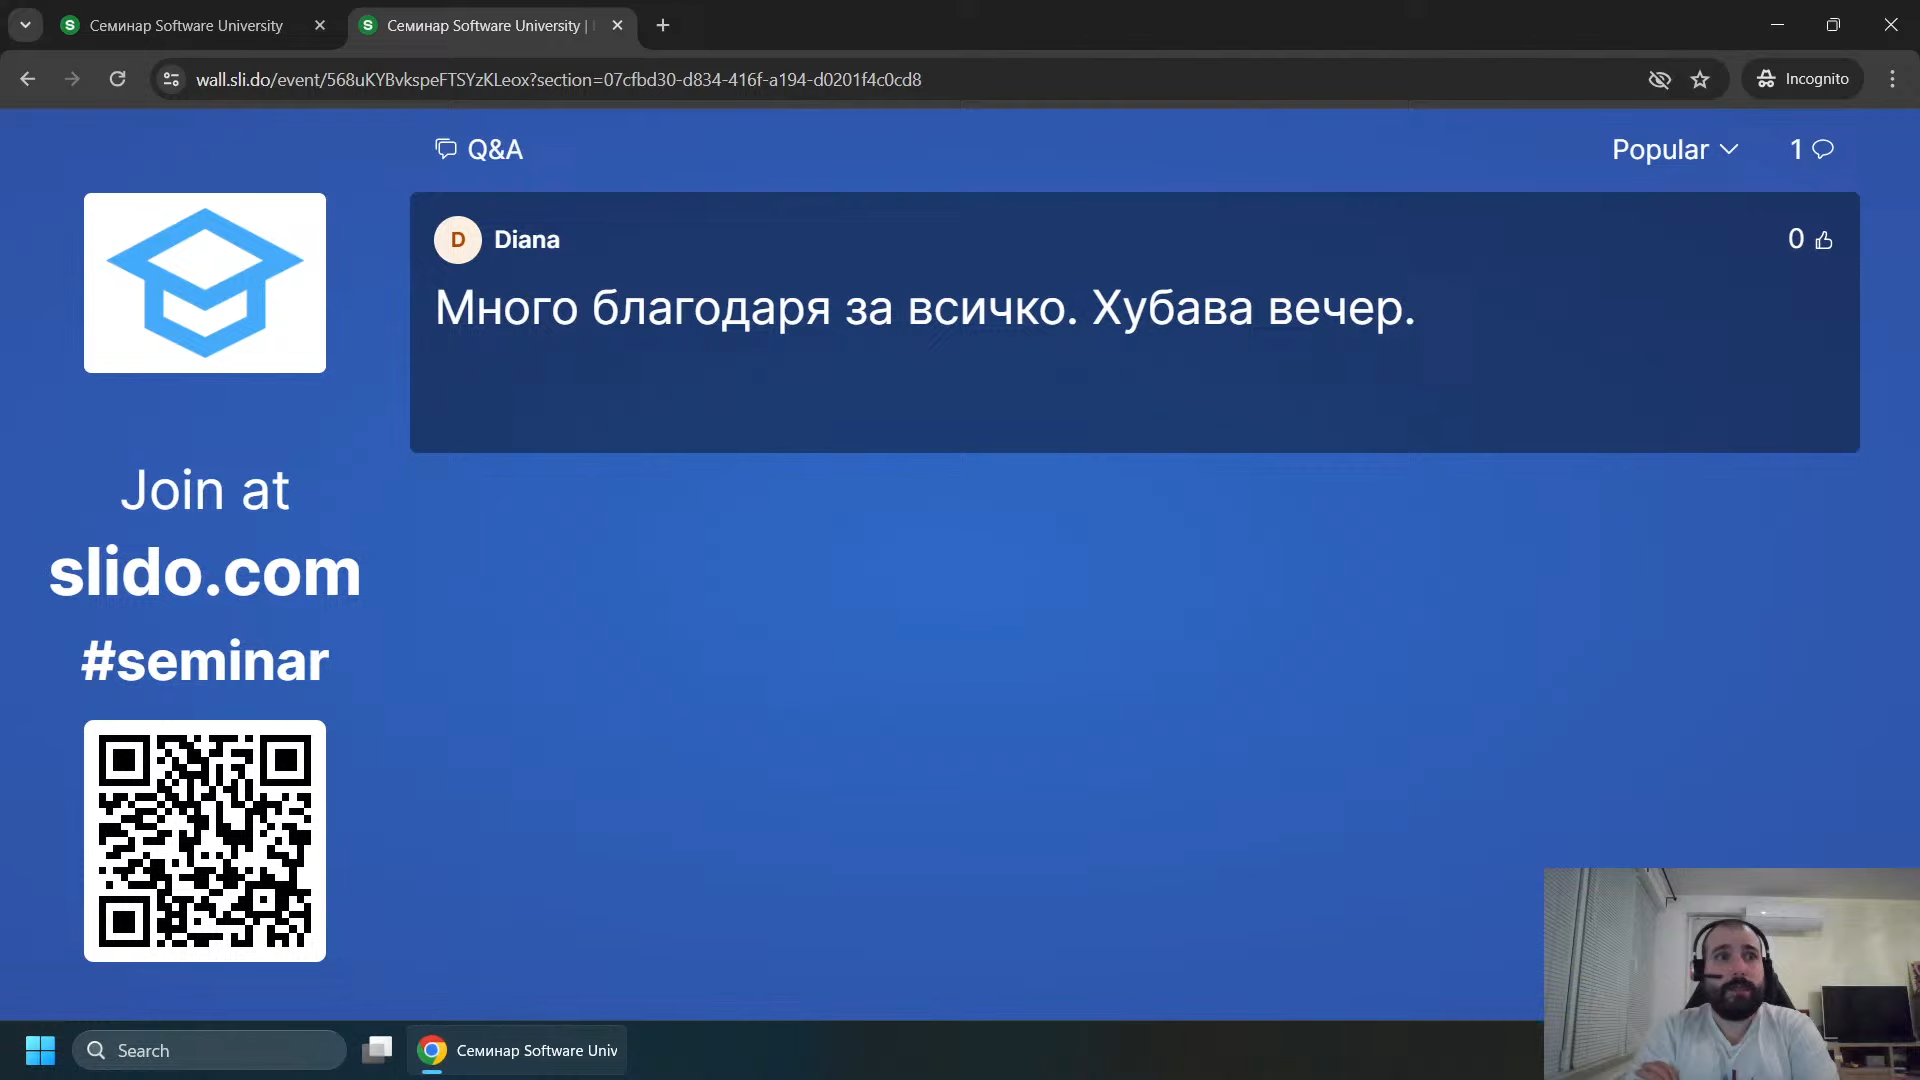 Семинар Software University
Семинар Software University |
wall.sli.do/event/568uKYBvkspeFTSYzKLeox?section=07cfbd30-d834-416f-a194-d0201f4c0cd8
Incognito
Q&A
Popular
1
D
Diana
0
Много благодаря за всичко. Хубава вечер.
Join at
slido.com
#seminar
Search
Семинар Software Univ